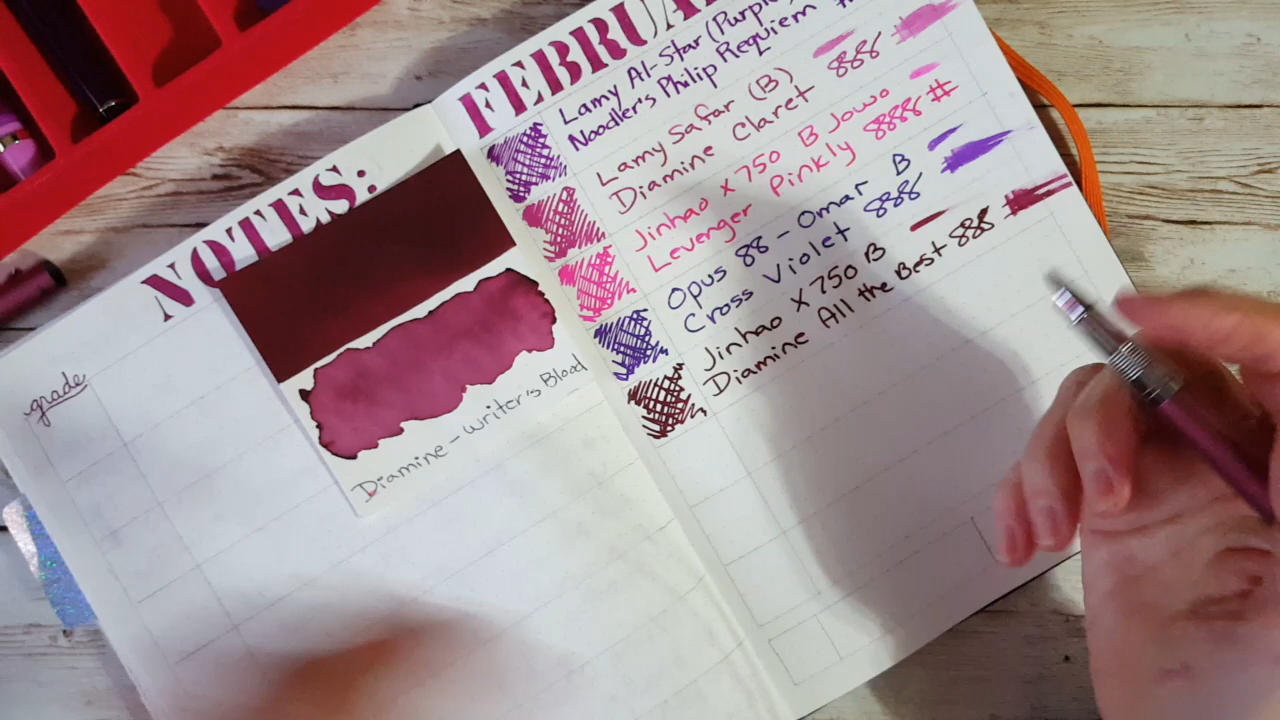 NOTES:
grade
Diamine - Writer's Blood
FEBRUA
Lamy Al-Star (Purple)
Noodler's Philip Requiem #
Lamy Safar (B)
Diamine Claret 888
Jinhao x750 B Jowo
Levenger Pinkly 8888 #
Opus 88 - Omar B
Cross Violet 888
Jinhao x750 B
Diamine All the Best 888